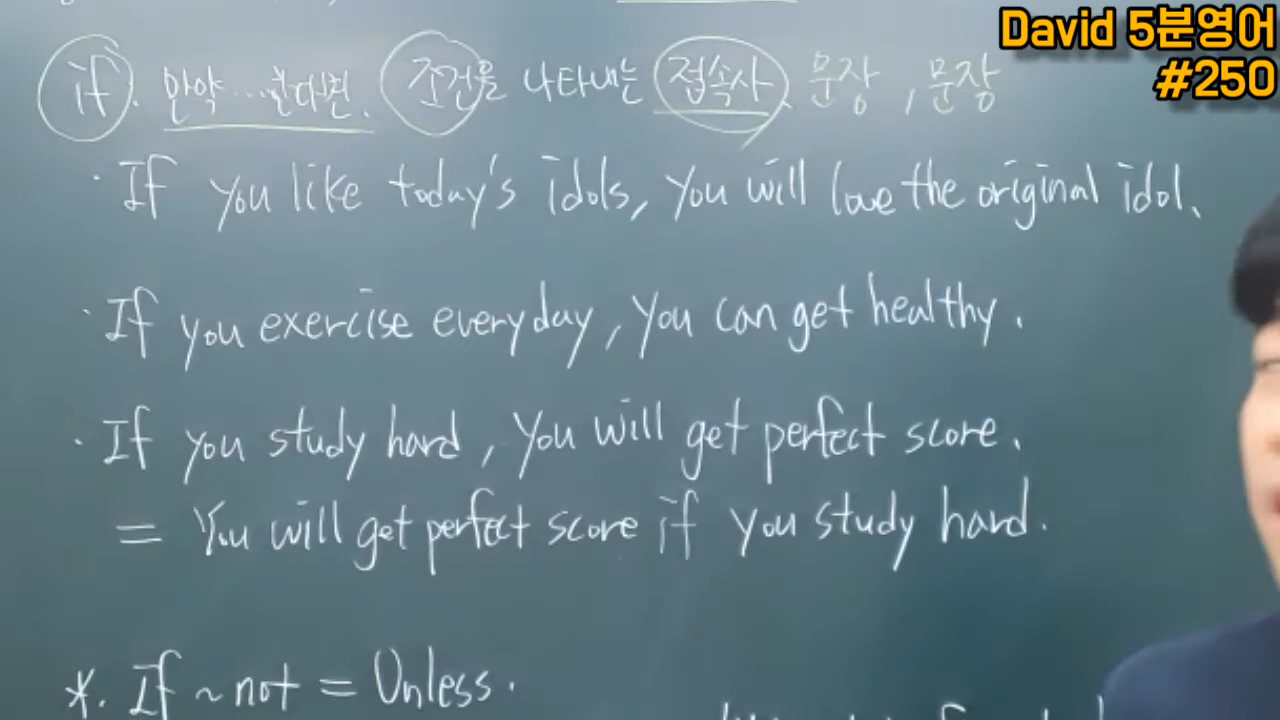 David 5분영어
#250
if. 만약...한다면. 조건을 나타내는 접속사. 문장, 문장
· If you like today's idols, you will love the original idol.
· If you exercise everyday, you can get healthy.
· If you study hard, you will get perfect score.
= You will get perfect score if you study hard.
*. If ~ not = Unless.